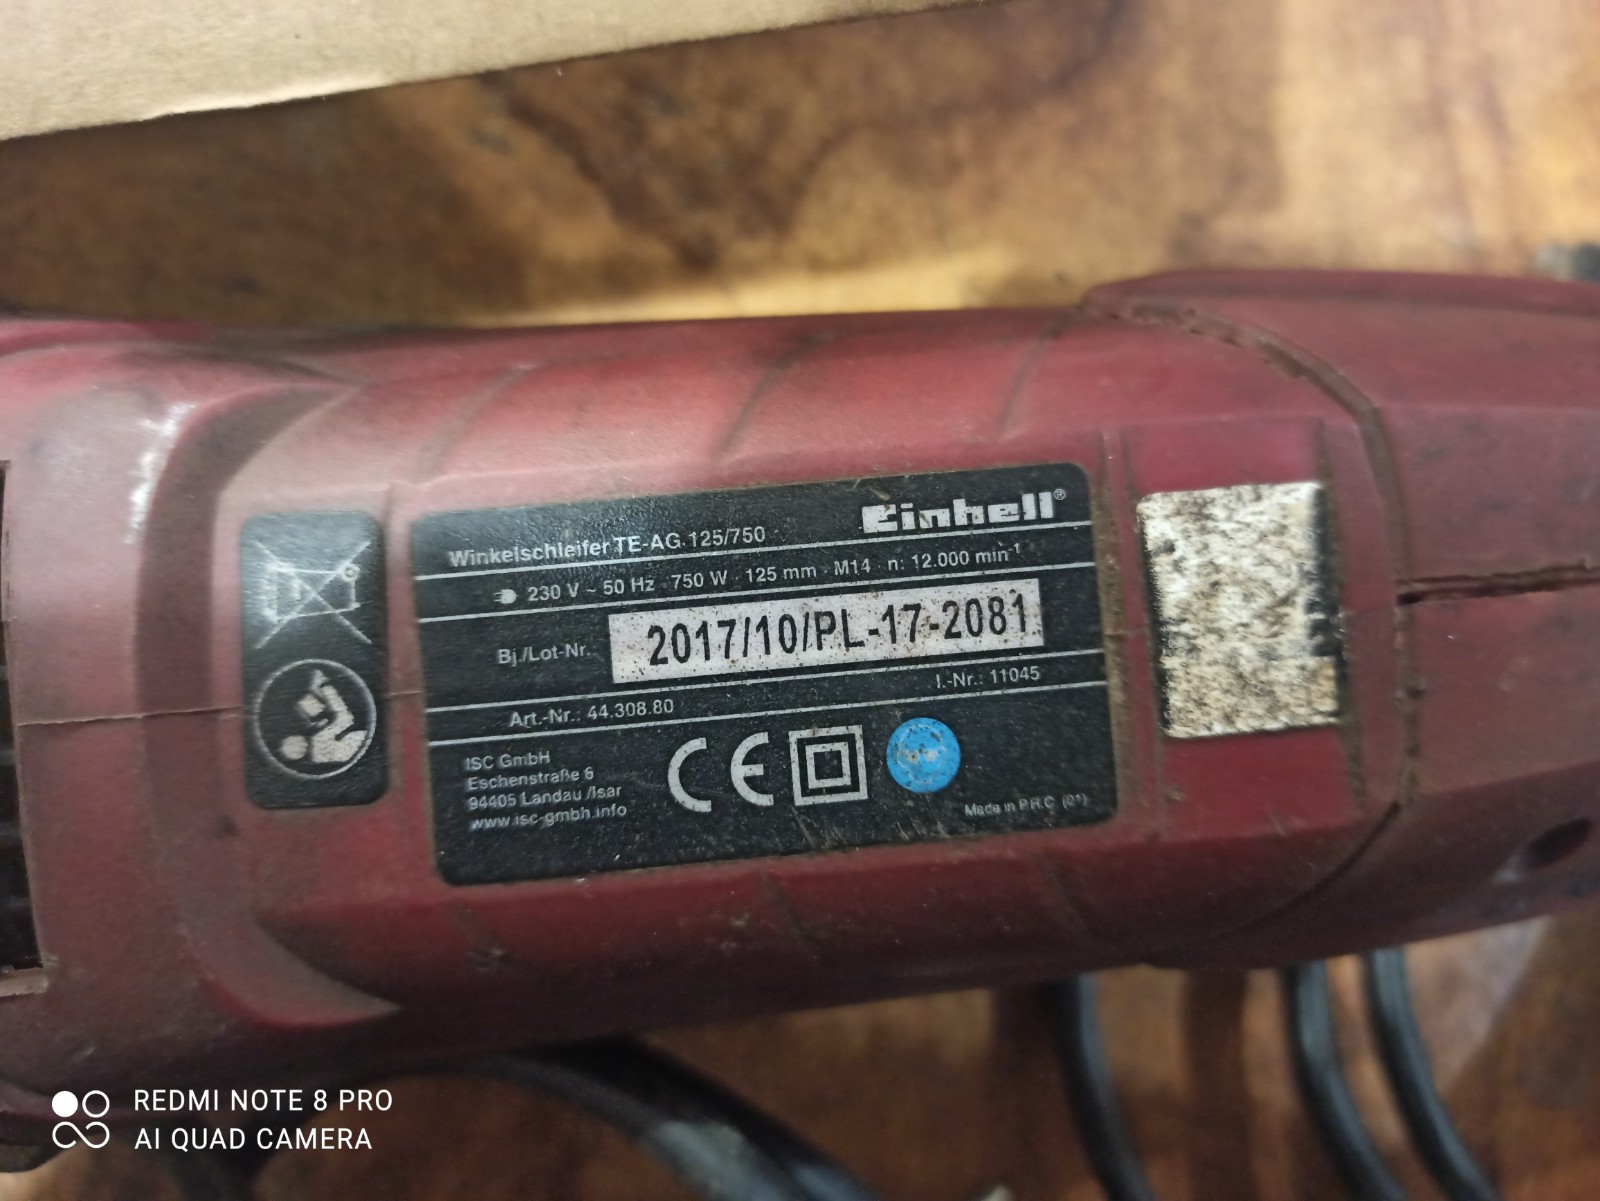 Einhell®
Winkelschleifer TE-AG 125/750
230 V ~ 50 Hz 750 W · 125 mm · M14 n: 12.000 min⁻¹
Bj./Lot-Nr. 2017/10/PL-17-2081
Art.-Nr.: 44.308.80 I.-Nr.: 11045
ISC GmbH
Eschenstraße 6
94405 Landau /Isar
www.isc-gmbh.info
CE
Made in P.R.C. (01)
REDMI NOTE 8 PRO
AI QUAD CAMERA